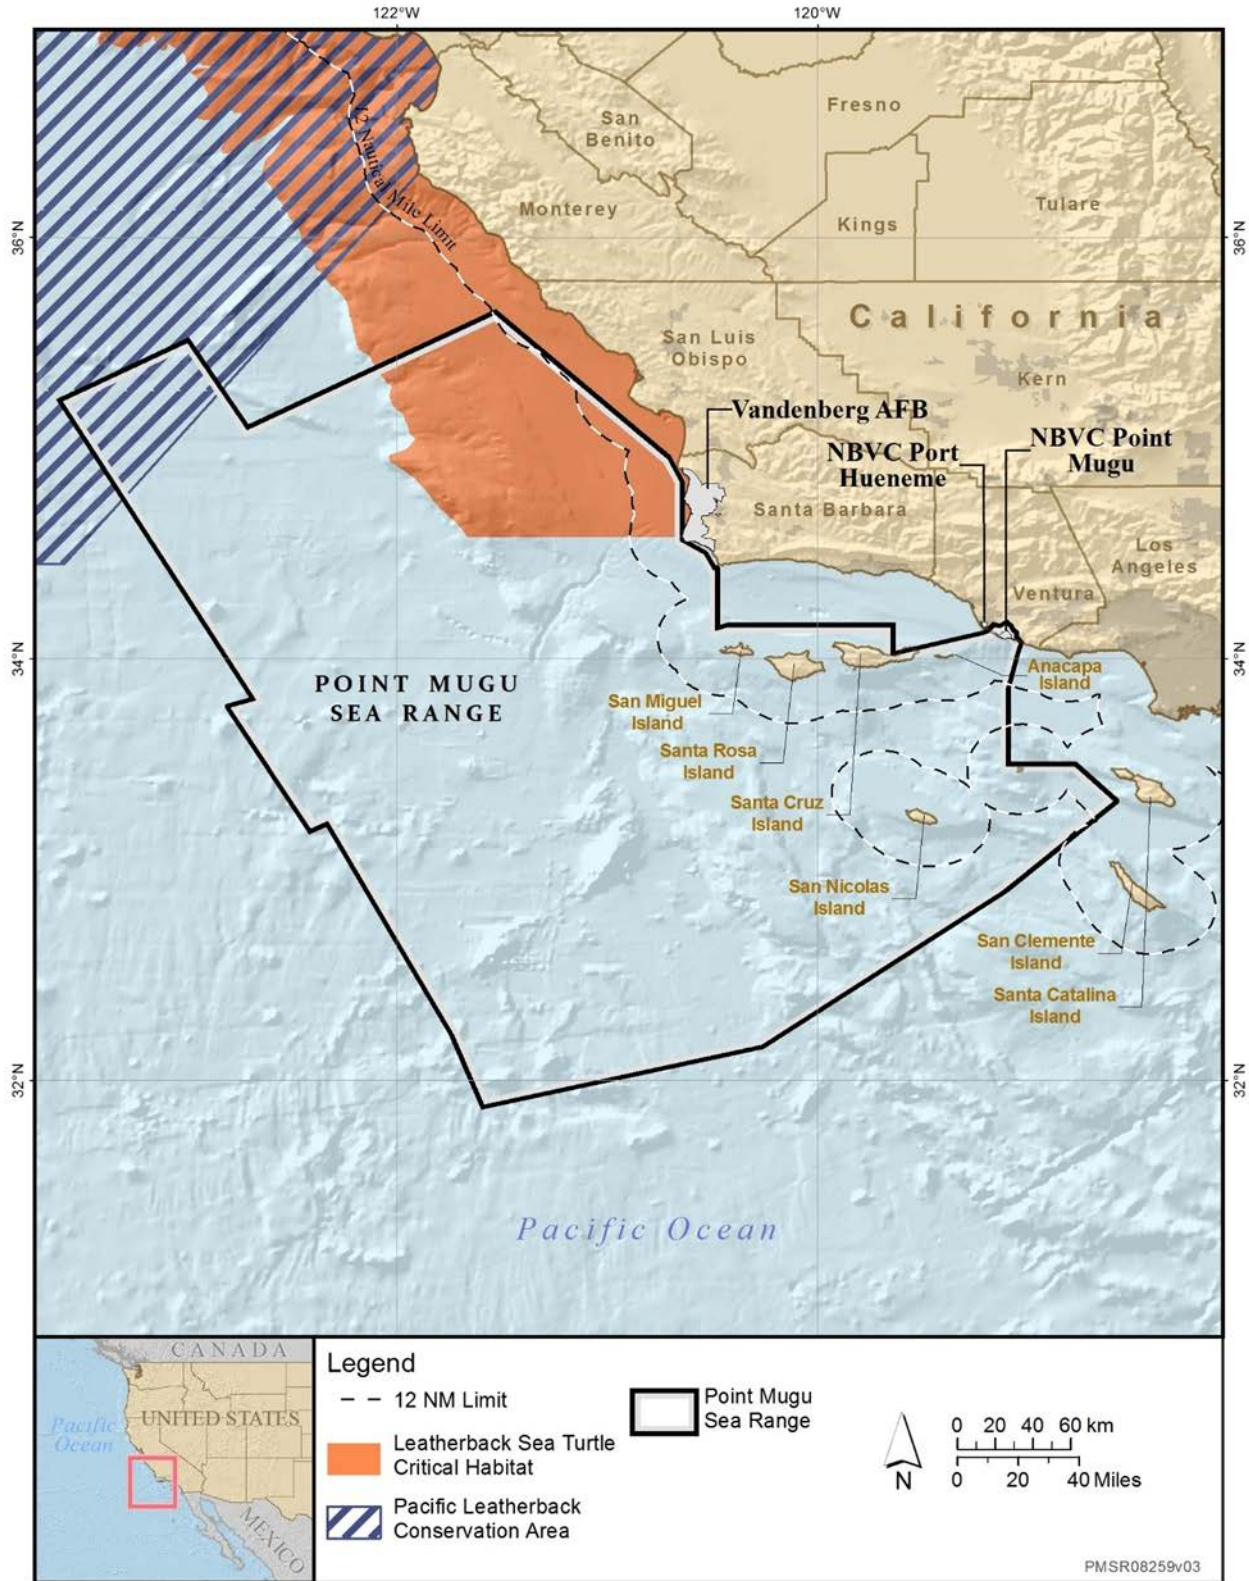 122°W
120°W
Fresno
San
Benito
12 Nautical Mile Limit
Monterey
Tulare
Kings
36°N
36°N
California
San Luis
Obispo
Kern
Vandenberg AFB
NBVC Port
Hueneme
NBVC Point
Mugu
Santa Barbara
Los
Angeles
Ventura
34°N
34°N
POINT MUGU
SEA RANGE
Anacapa
Island
San Miguel
Island
Santa Rosa
Island
Santa Cruz
Island
San Nicolas
Island
San Clemente
Island
Santa Catalina
Island
32°N
32°N
Pacific Ocean
CANADA
UNITED STATES
Pacific
Ocean
MEXICO
Legend
12 NM Limit
Leatherback Sea Turtle
Critical Habitat
Pacific Leatherback
Conservation Area
Point Mugu
Sea Range
N
0 20 40 60 km
0 20 40 Miles
PMSR08259v03